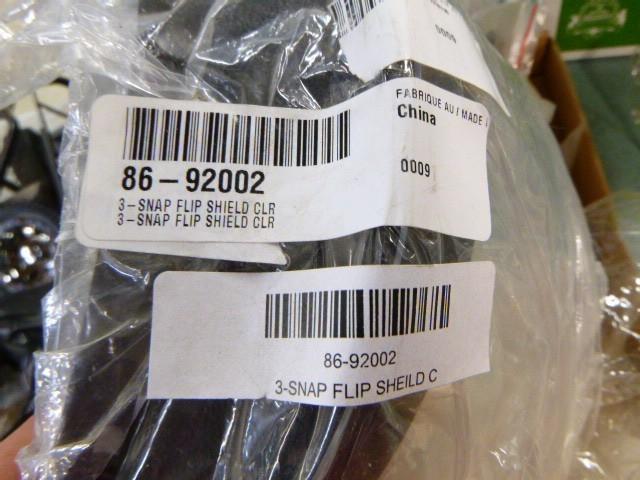 0009
FABRIQUE AU / MADE
China
86-92002
0009
3-SNAP FLIP SHIELD CLR
3-SNAP FLIP SHIELD CLR
86-92002
3-SNAP FLIP SHEILD C